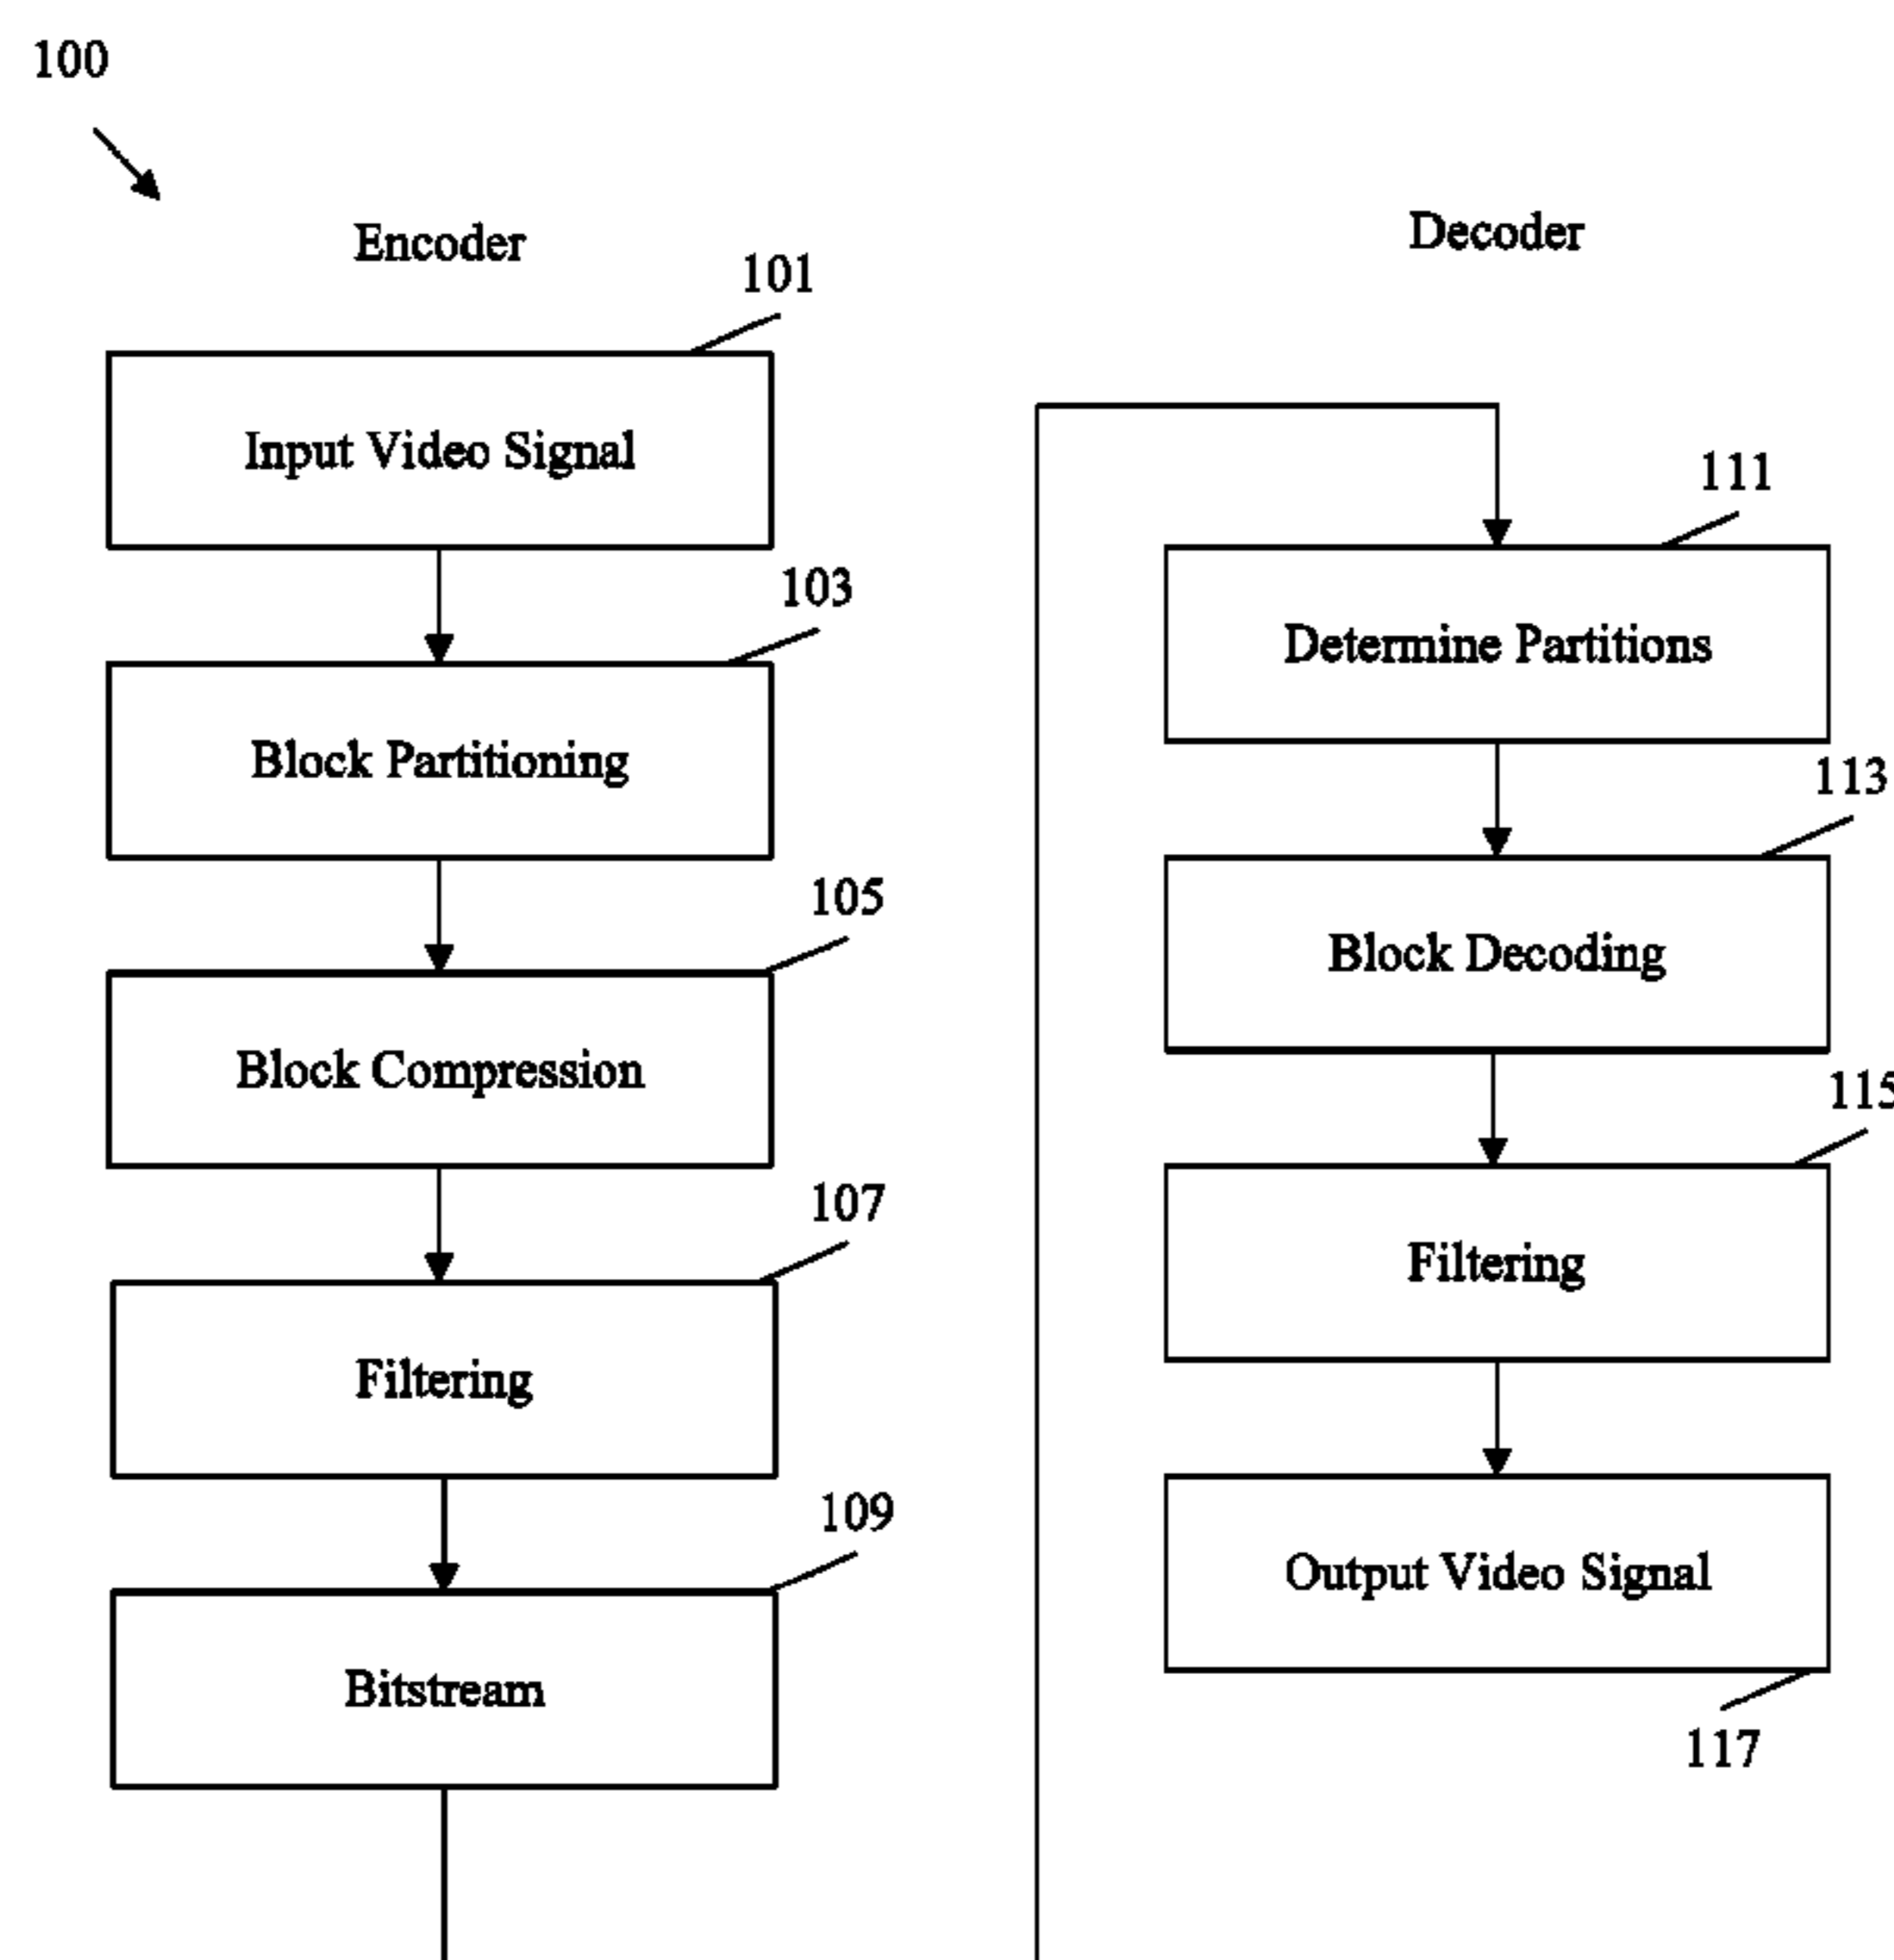 100
Encoder
101
Input Video Signal
103
Block Partitioning
105
Block Compression
107
Filtering
109
Bitstream
Decoder
111
Determine Partitions
113
Block Decoding
115
Filtering
Output Video Signal
117